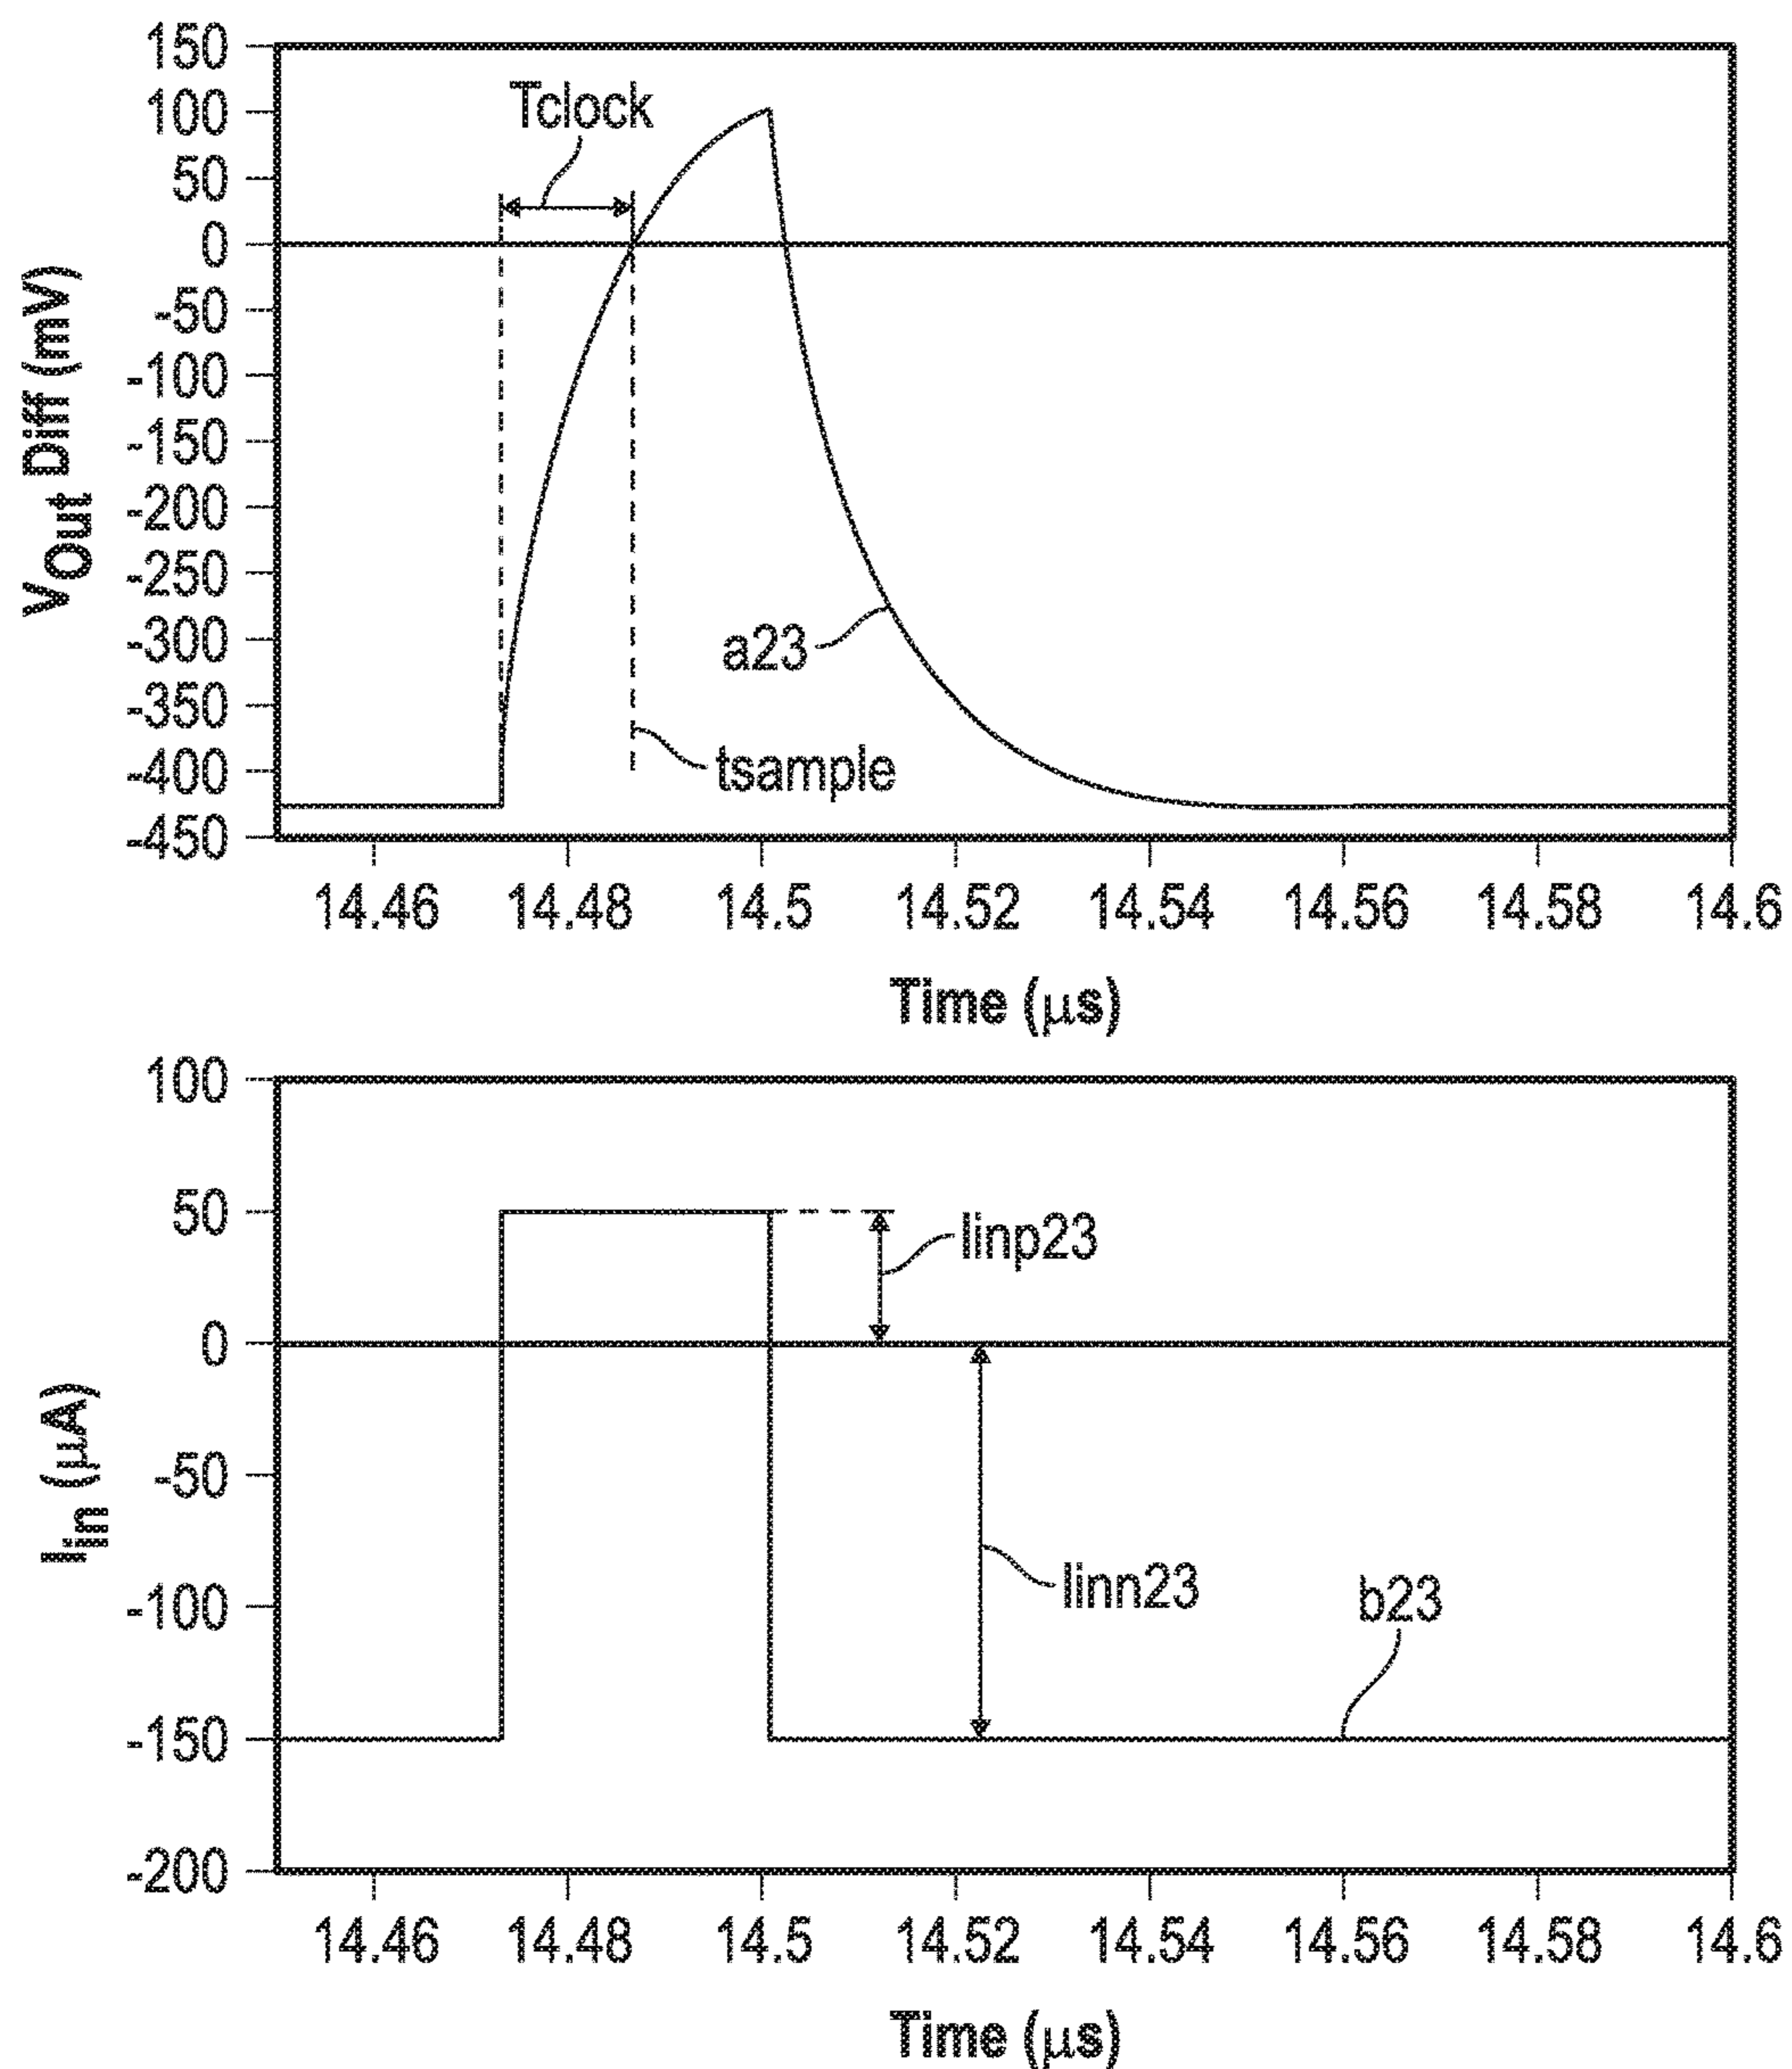 150
100
50
0
-50
-100
-150
-200
-250
-300
-350
-400
-450
VOut Diff (mV)
Tclock
a23
tsample
14.46 14.48 14.5 14.52 14.54 14.56 14.58 14.6
Time (μs)
100
50
0
-50
-100
-150
-200
Iin (μA)
Iinp23
Iinn23
b23
14.46 14.48 14.5 14.52 14.54 14.56 14.58 14.6
Time (μs)